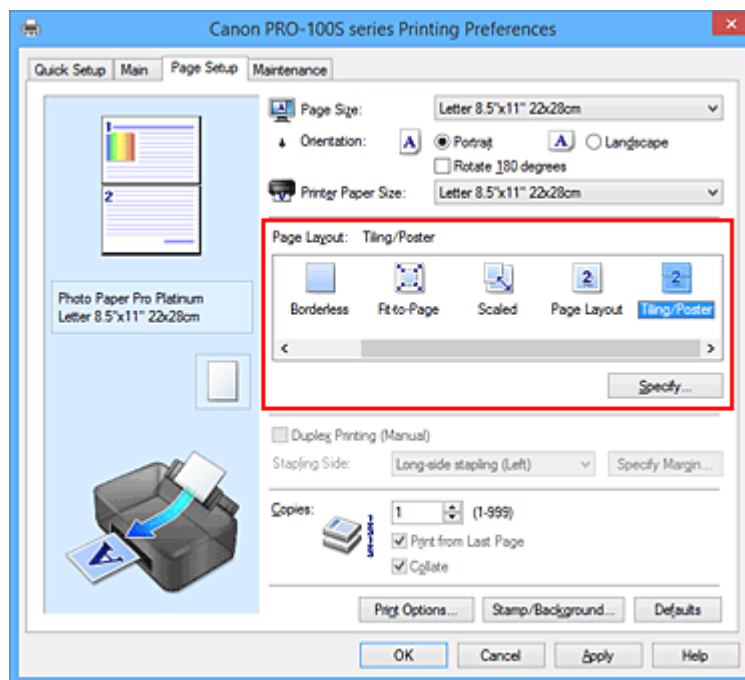 Canon PRO-100S series Printing Preferences
Quick Setup Main Page Setup Maintenance
1
2
Photo Paper Pro Platinum
Letter 8.5"x11" 22x28cm
A
Page Size: Letter 8.5"x11" 22x28cm
Orientation: A Portrait A Landscape
Rotate 180 degrees
Printer Paper Size: Letter 8.5"x11" 22x28cm
Page Layout: Tiling/Poster
2 2
Borderless Fit-to-Page Scaled Page Layout Tiling/Poster
Specify...
Duplex Printing (Manual)
Stapling Side: Long-side stapling (Left) Specify Margin...
Copies: 1 (1-999)
Print from Last Page
Collate
Print Options... Stamp/Background... Defaults
OK Cancel Apply Help